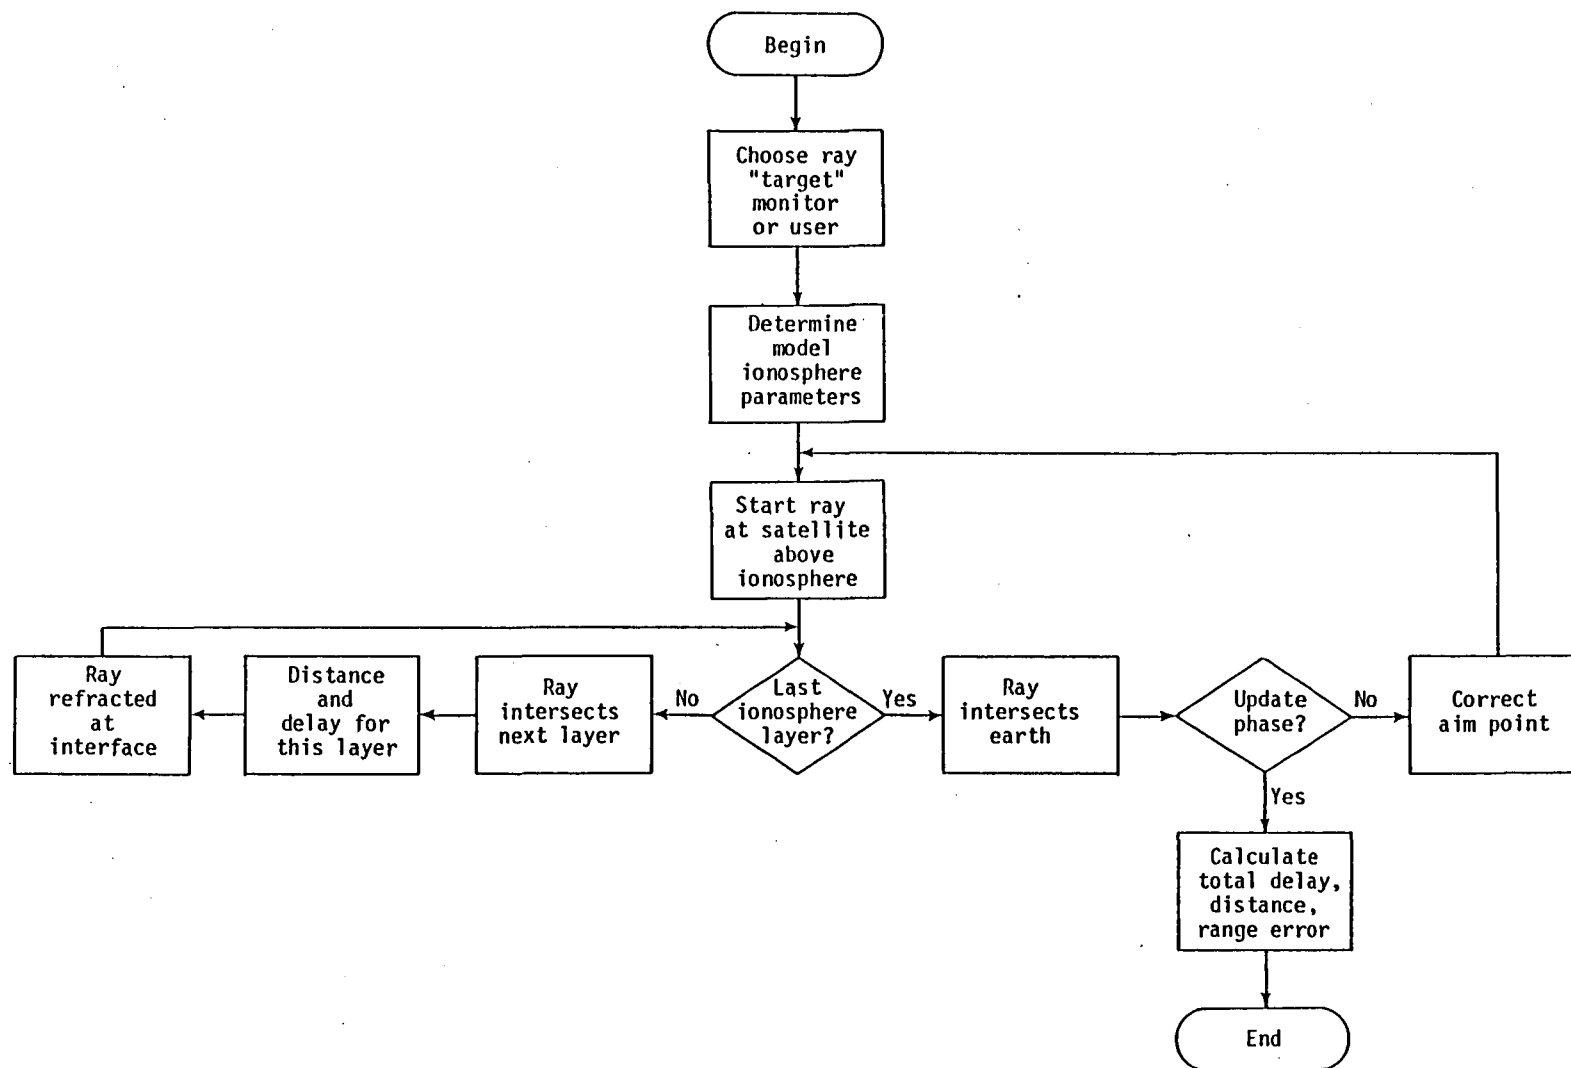 Begin
Choose ray
"target"
monitor
or user
Determine
model
ionosphere
parameters
Start ray
at satellite
above
ionosphere
Ray
refracted
at
interface
Distance
and
delay for
this layer
Ray
intersects
next layer
No
Last
ionosphere
layer?
Yes
Ray
intersects
earth
Update
phase?
No
Correct
aim point
Yes
Calculate
total delay,
distance,
range error
End